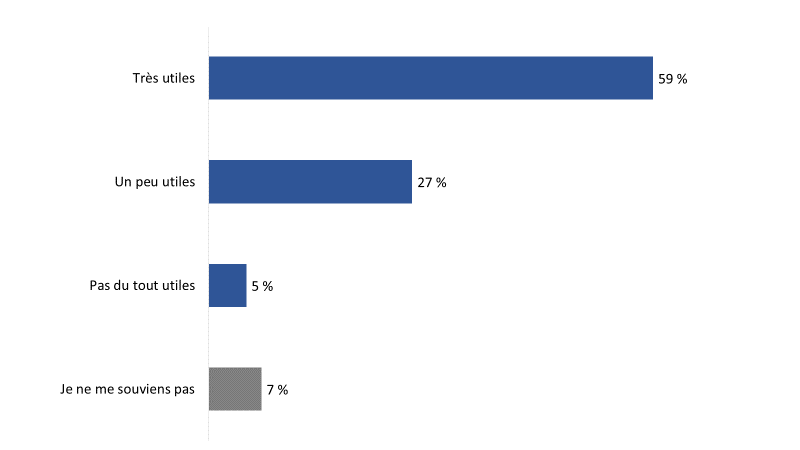 Très utiles
59 %
Un peu utiles
27 %
Pas du tout utiles
5 %
Je ne me souviens pas
7 %